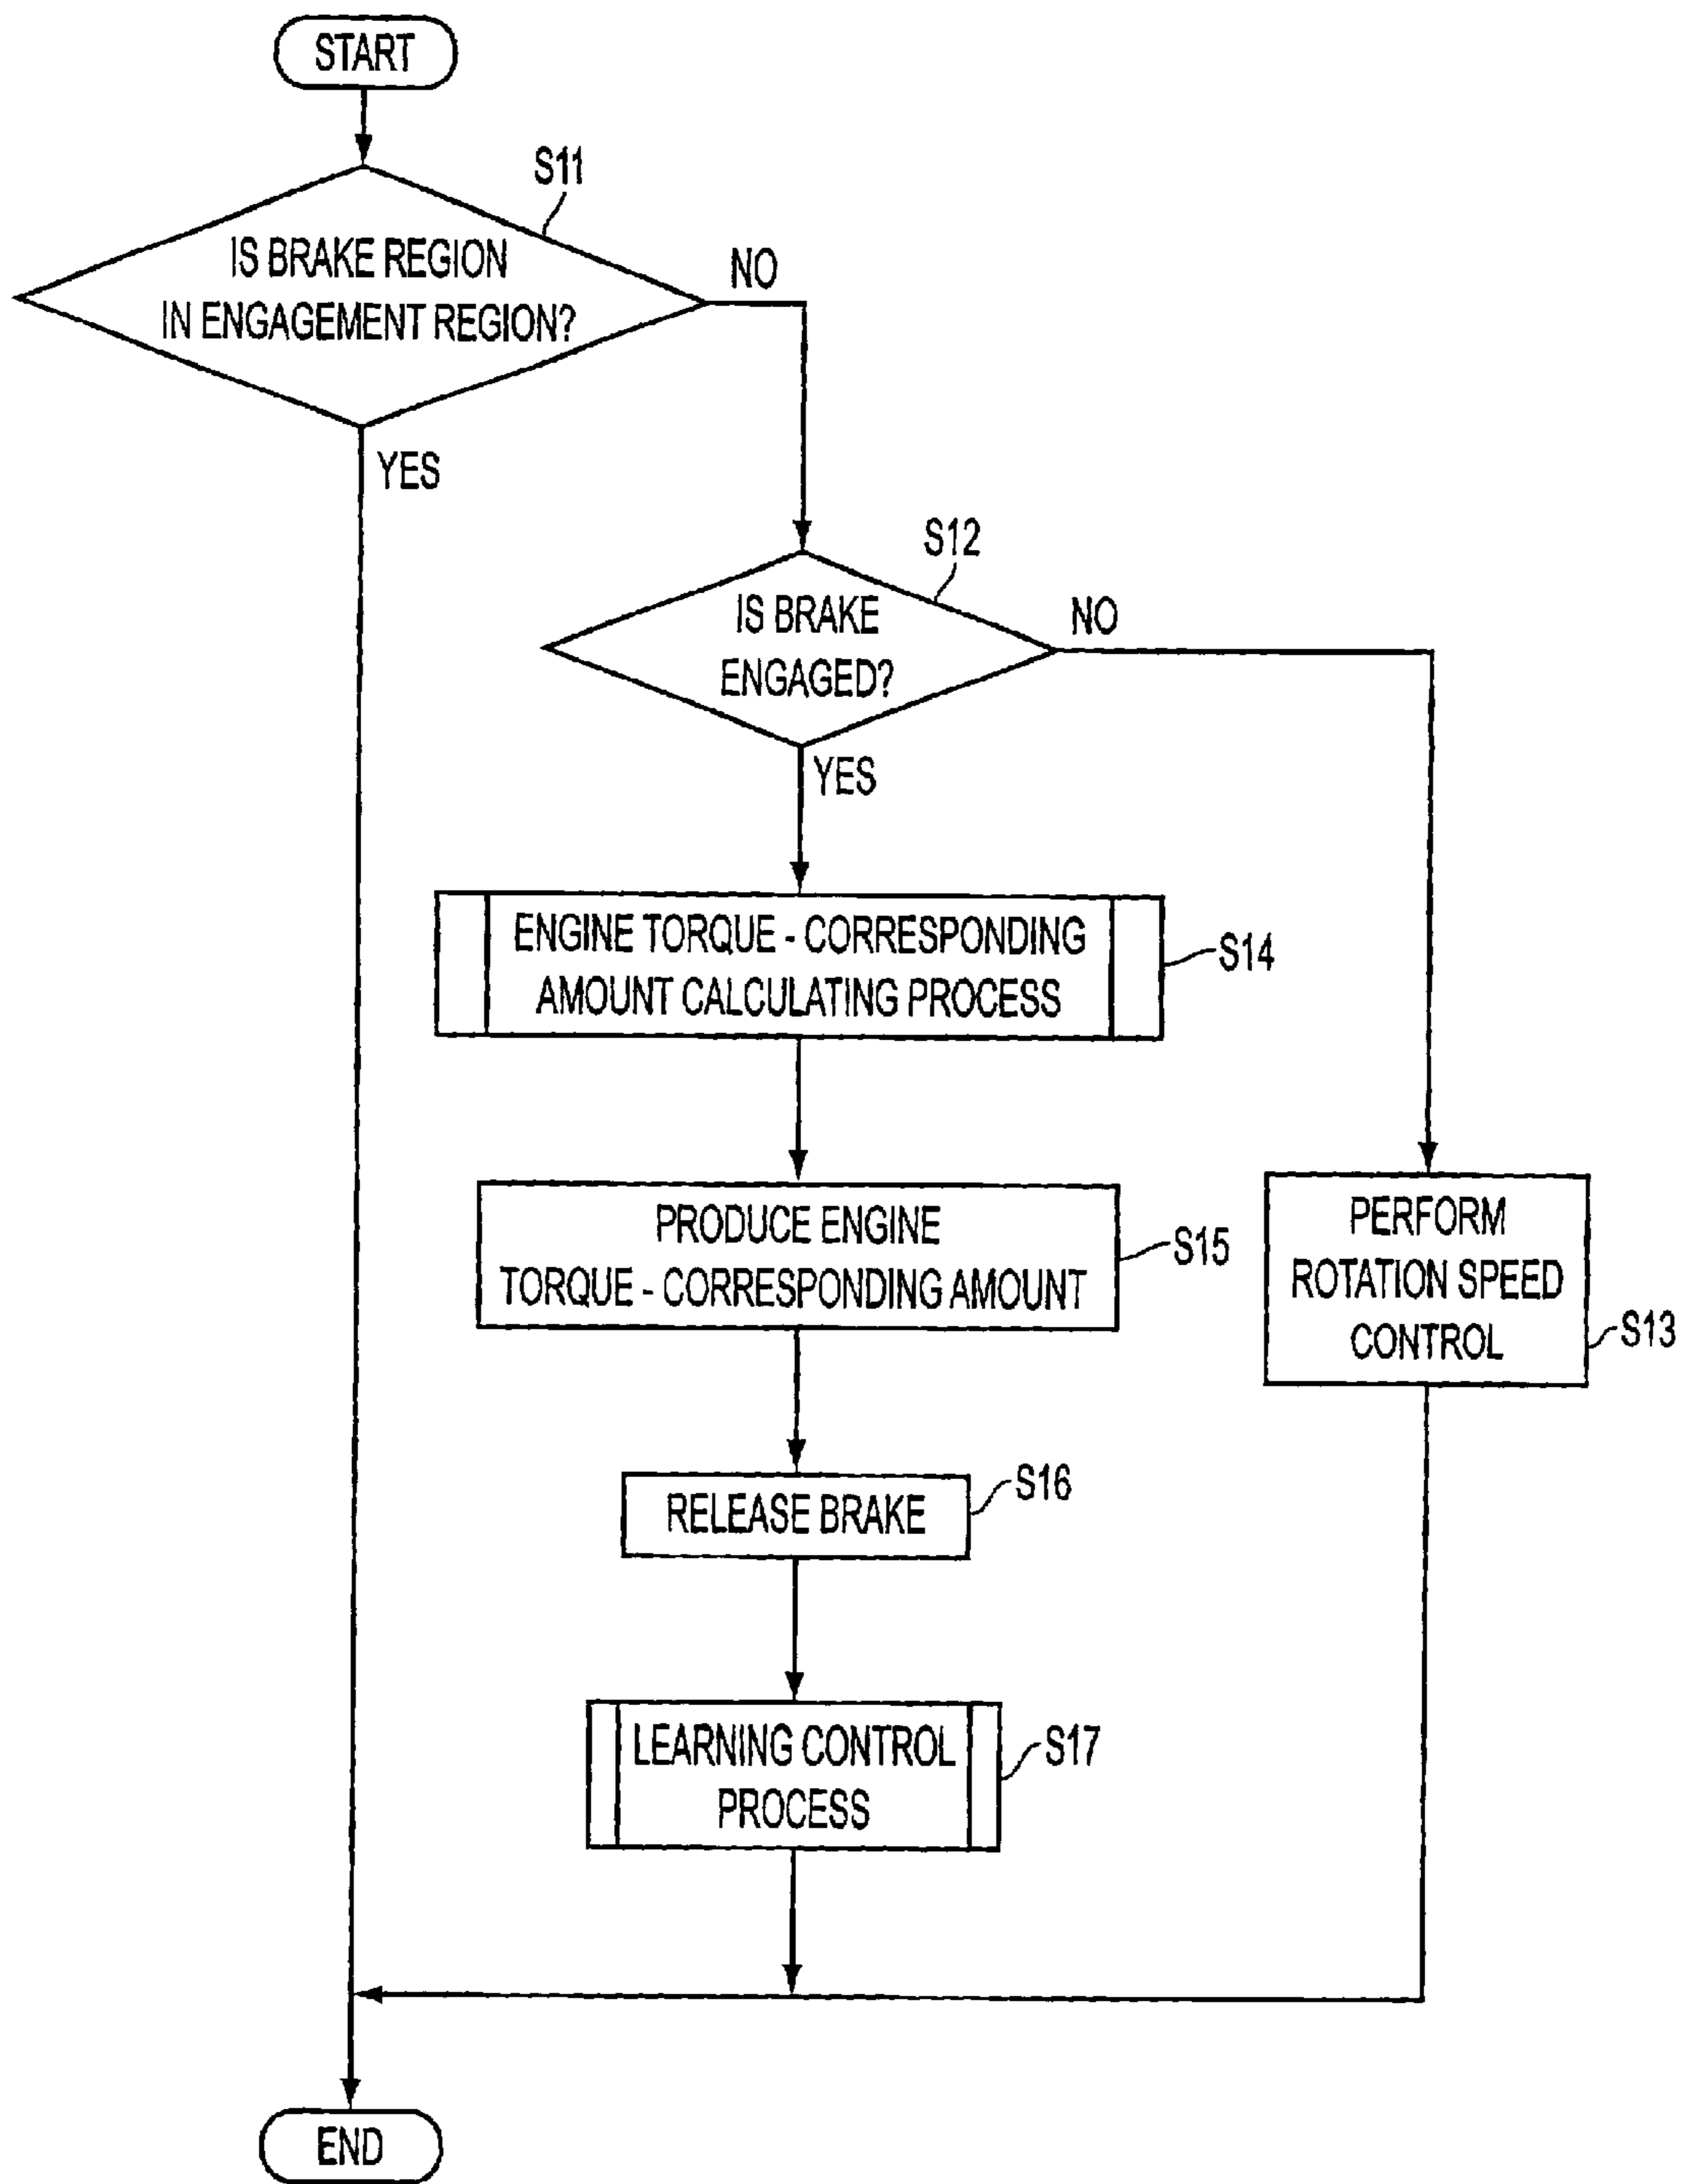 START
S11
IS BRAKE REGION
IN ENGAGEMENT REGION?
NO
YES
S12
IS BRAKE
ENGAGED?
NO
YES
ENGINE TORQUE - CORRESPONDING
AMOUNT CALCULATING PROCESS
S14
PRODUCE ENGINE
TORQUE - CORRESPONDING AMOUNT
S15
PERFORM
ROTATION SPEED
CONTROL
S13
RELEASE BRAKE
S16
LEARNING CONTROL
PROCESS
S17
END